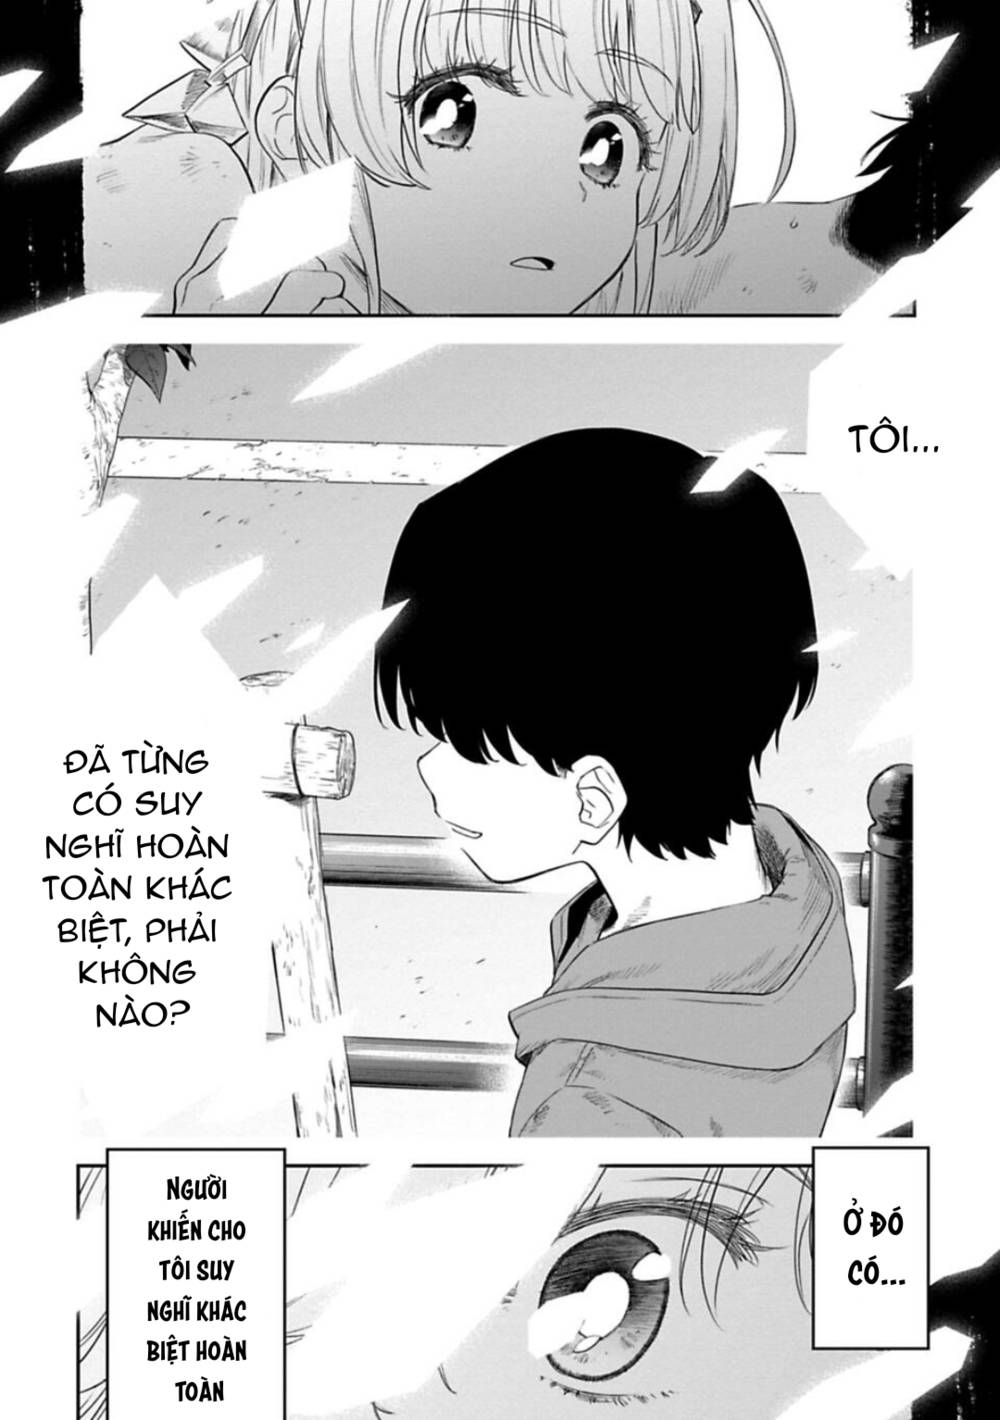 TÔI...
ĐÃ TỪNG
CÓ SUY
NGHĨ HOÀN
TOÀN KHÁC
BIỆT, PHẢI
KHÔNG
NÀO?
Ở ĐÓ
CÓ...
NGƯỜI
KHIẾN CHO
TÔI SUY
NGHĨ KHÁC
BIỆT HOÀN
TOÀN